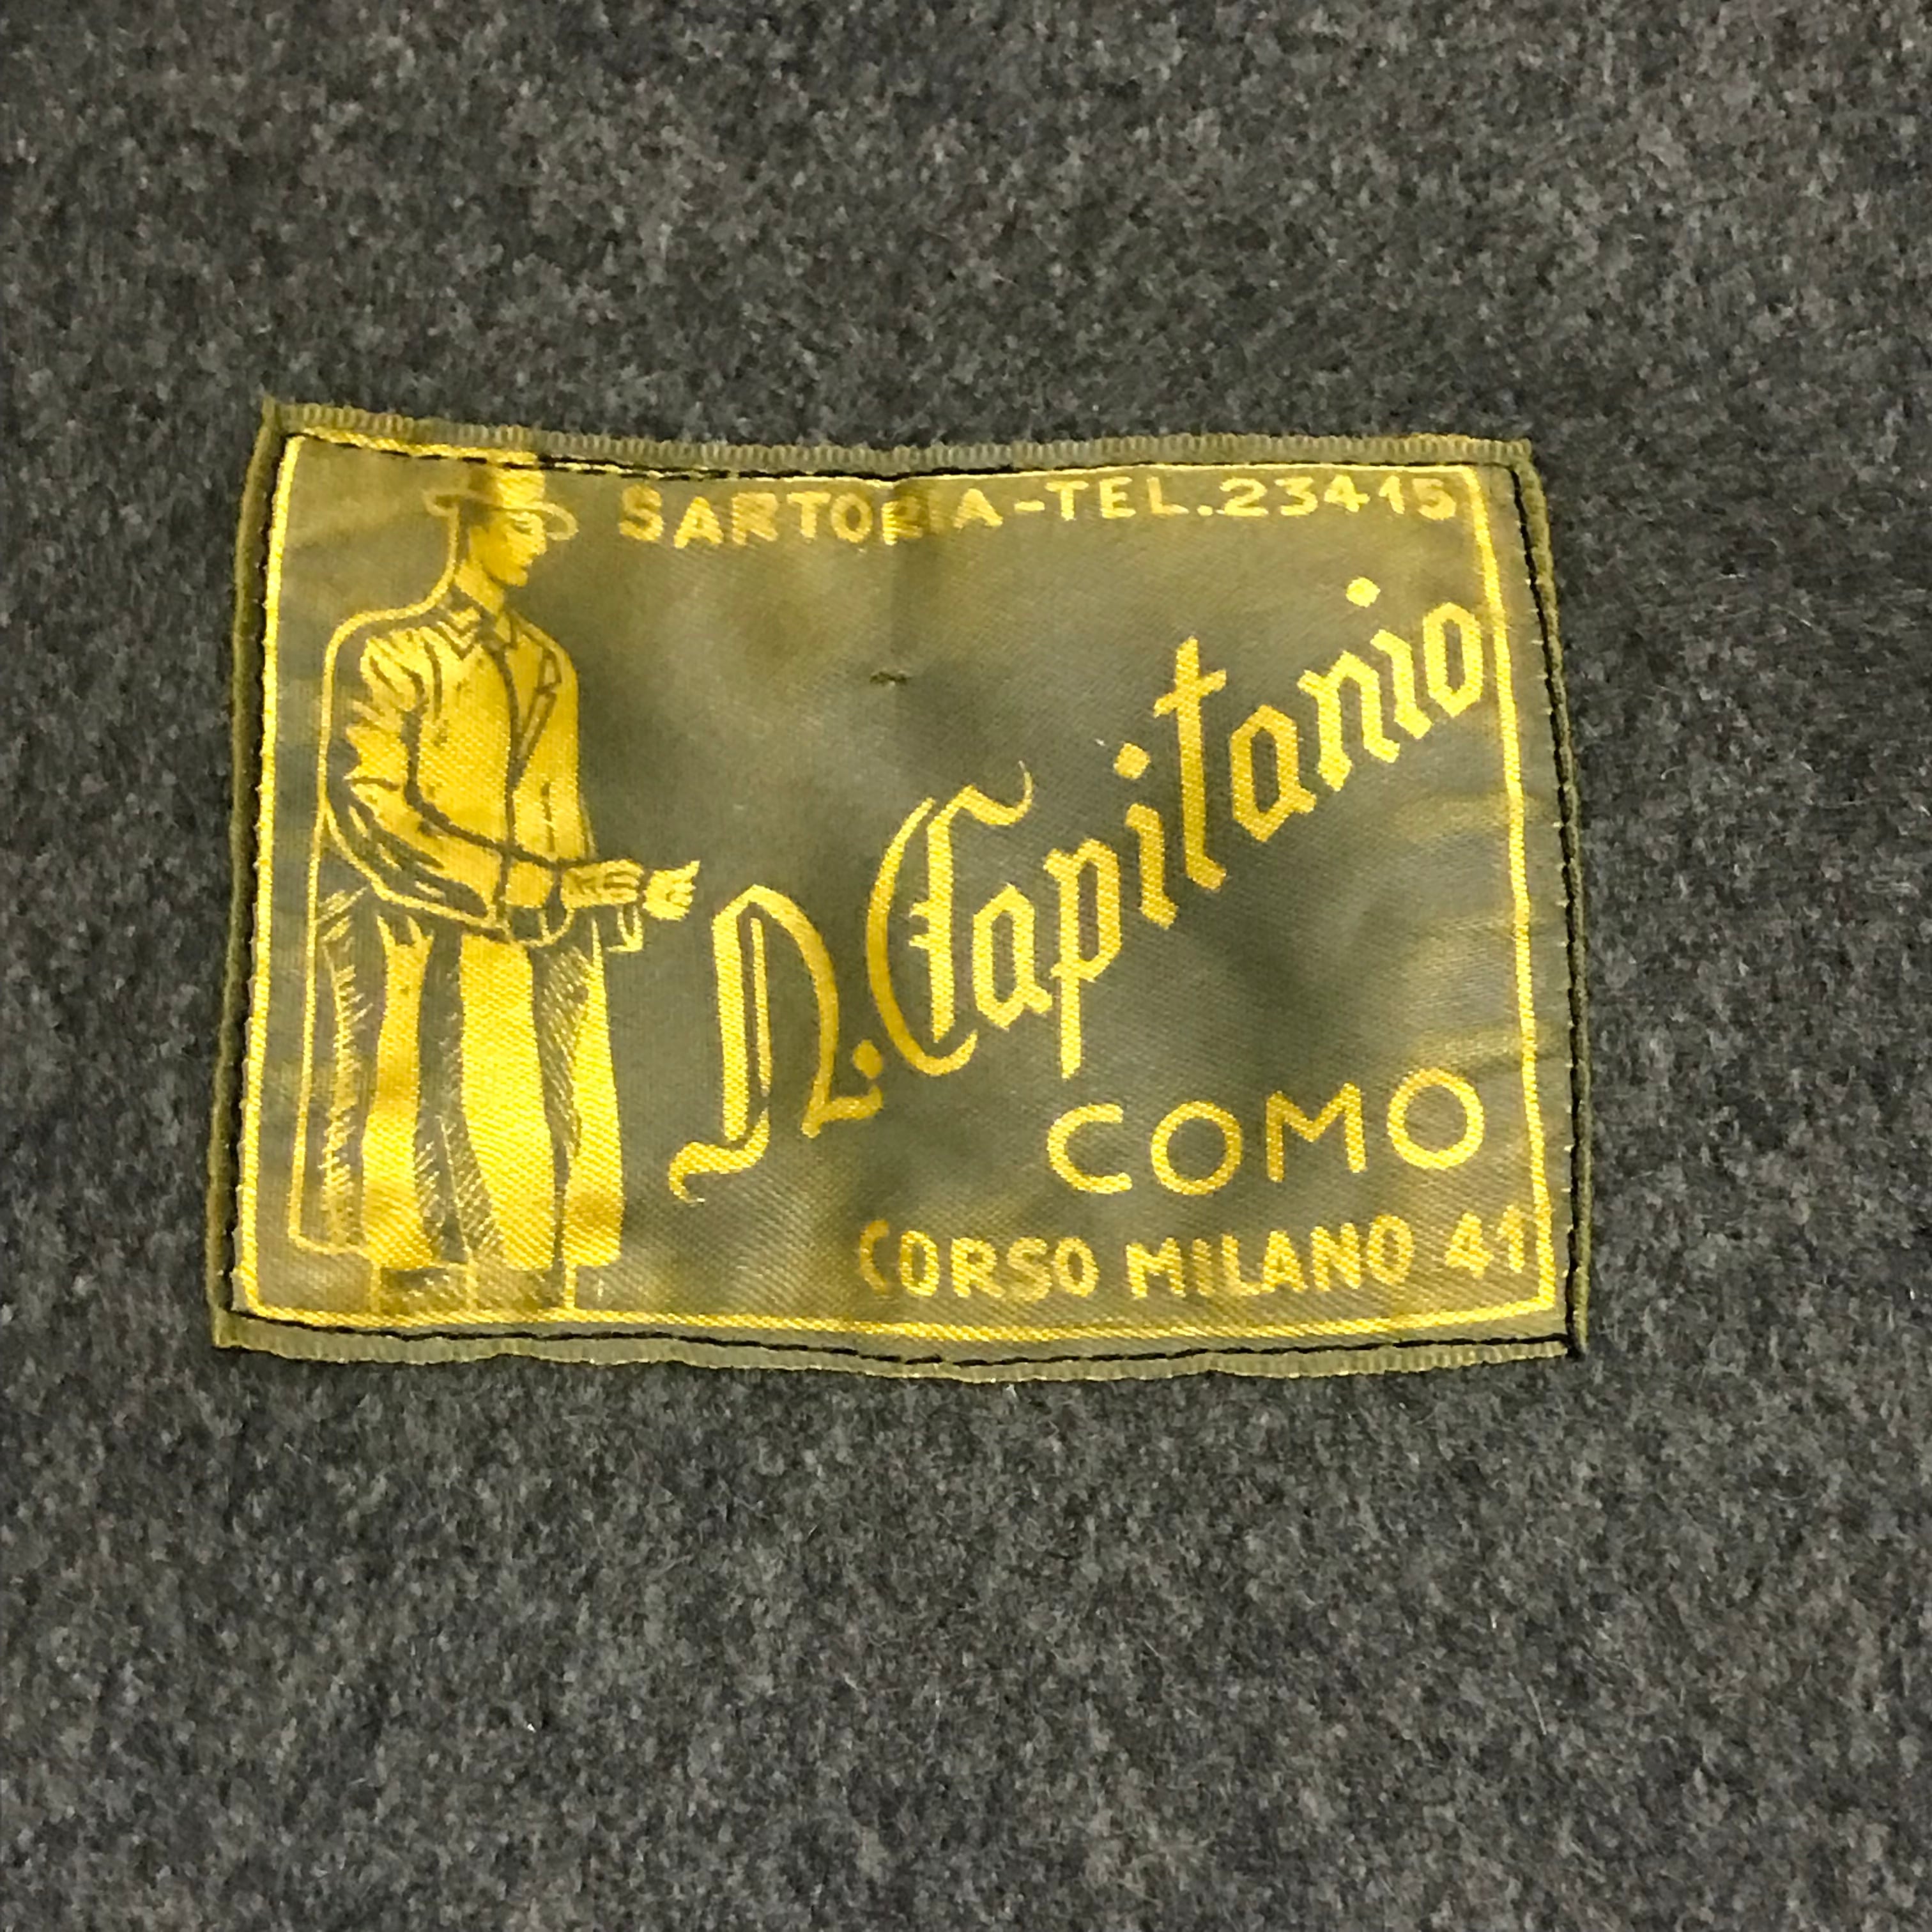 SARTORIA-TEL.23415
D. Capitanio
COMO
CORSO MILANO 41